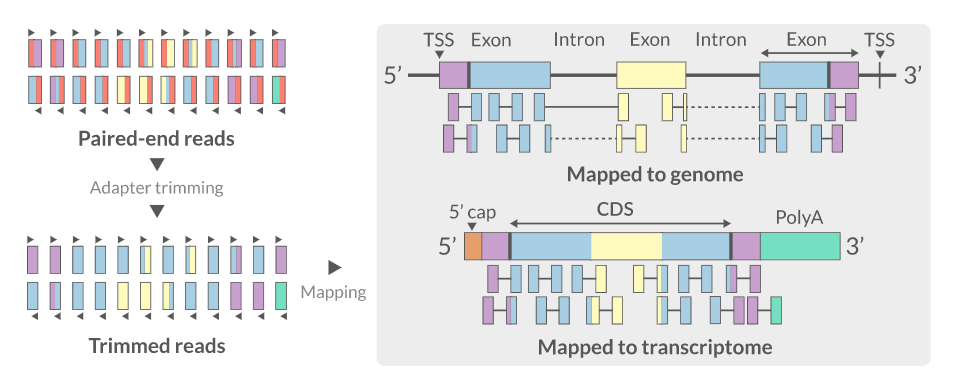 Paired-end reads
Adapter trimming
Trimmed reads
Mapping
TSS Exon Intron Exon Intron Exon TSS
5’ 3’
Mapped to genome
5’ cap CDS PolyA
5’ 3’
Mapped to transcriptome